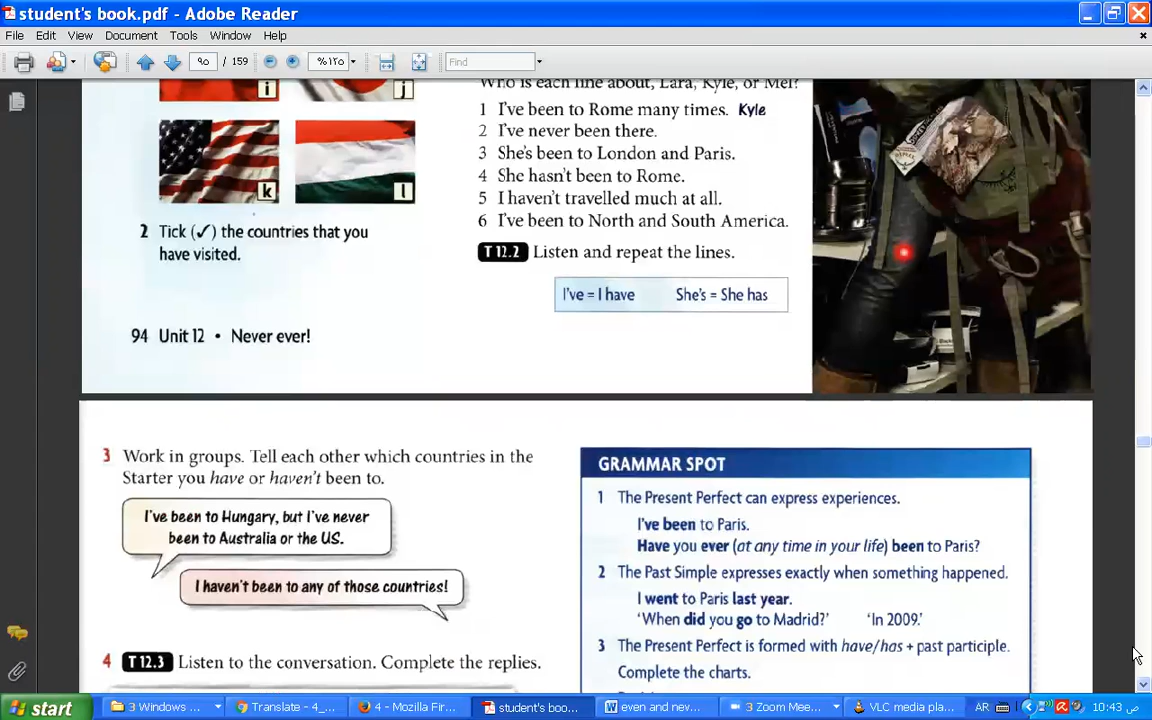 student's book.pdf - Adobe Reader
File Edit View Document Tools Window Help
٩٥ / 159 %١٢٥ Find
Who is each line about, Lara, Kyle, or Mel?
i j
1 I've been to Rome many times. Kyle
2 I've never been there.
3 She's been to London and Paris.
4 She hasn't been to Rome.
5 I haven't travelled much at all.
6 I've been to North and South America.
k l
2 Tick (✓) the countries that you
have visited.
T 12.2 Listen and repeat the lines.
I've = I have She's = She has
94 Unit 12 • Never ever!
3 Work in groups. Tell each other which countries in the
Starter you have or haven't been to.
I've been to Hungary, but I've never
been to Australia or the US.
I haven't been to any of those countries!
4 T 12.3 Listen to the conversation. Complete the replies.
GRAMMAR SPOT
1 The Present Perfect can express experiences.
I've been to Paris.
Have you ever (at any time in your life) been to Paris?
2 The Past Simple expresses exactly when something happened.
I went to Paris last year.
'When did you go to Madrid?' 'In 2009.'
3 The Present Perfect is formed with have/has + past participle.
Complete the charts.
start 3 Windows ... Translate - 4_... 4 - Mozilla Fir... student's boo... even and nev... 3 Zoom Mee... VLC media pla... AR 10:43 ص